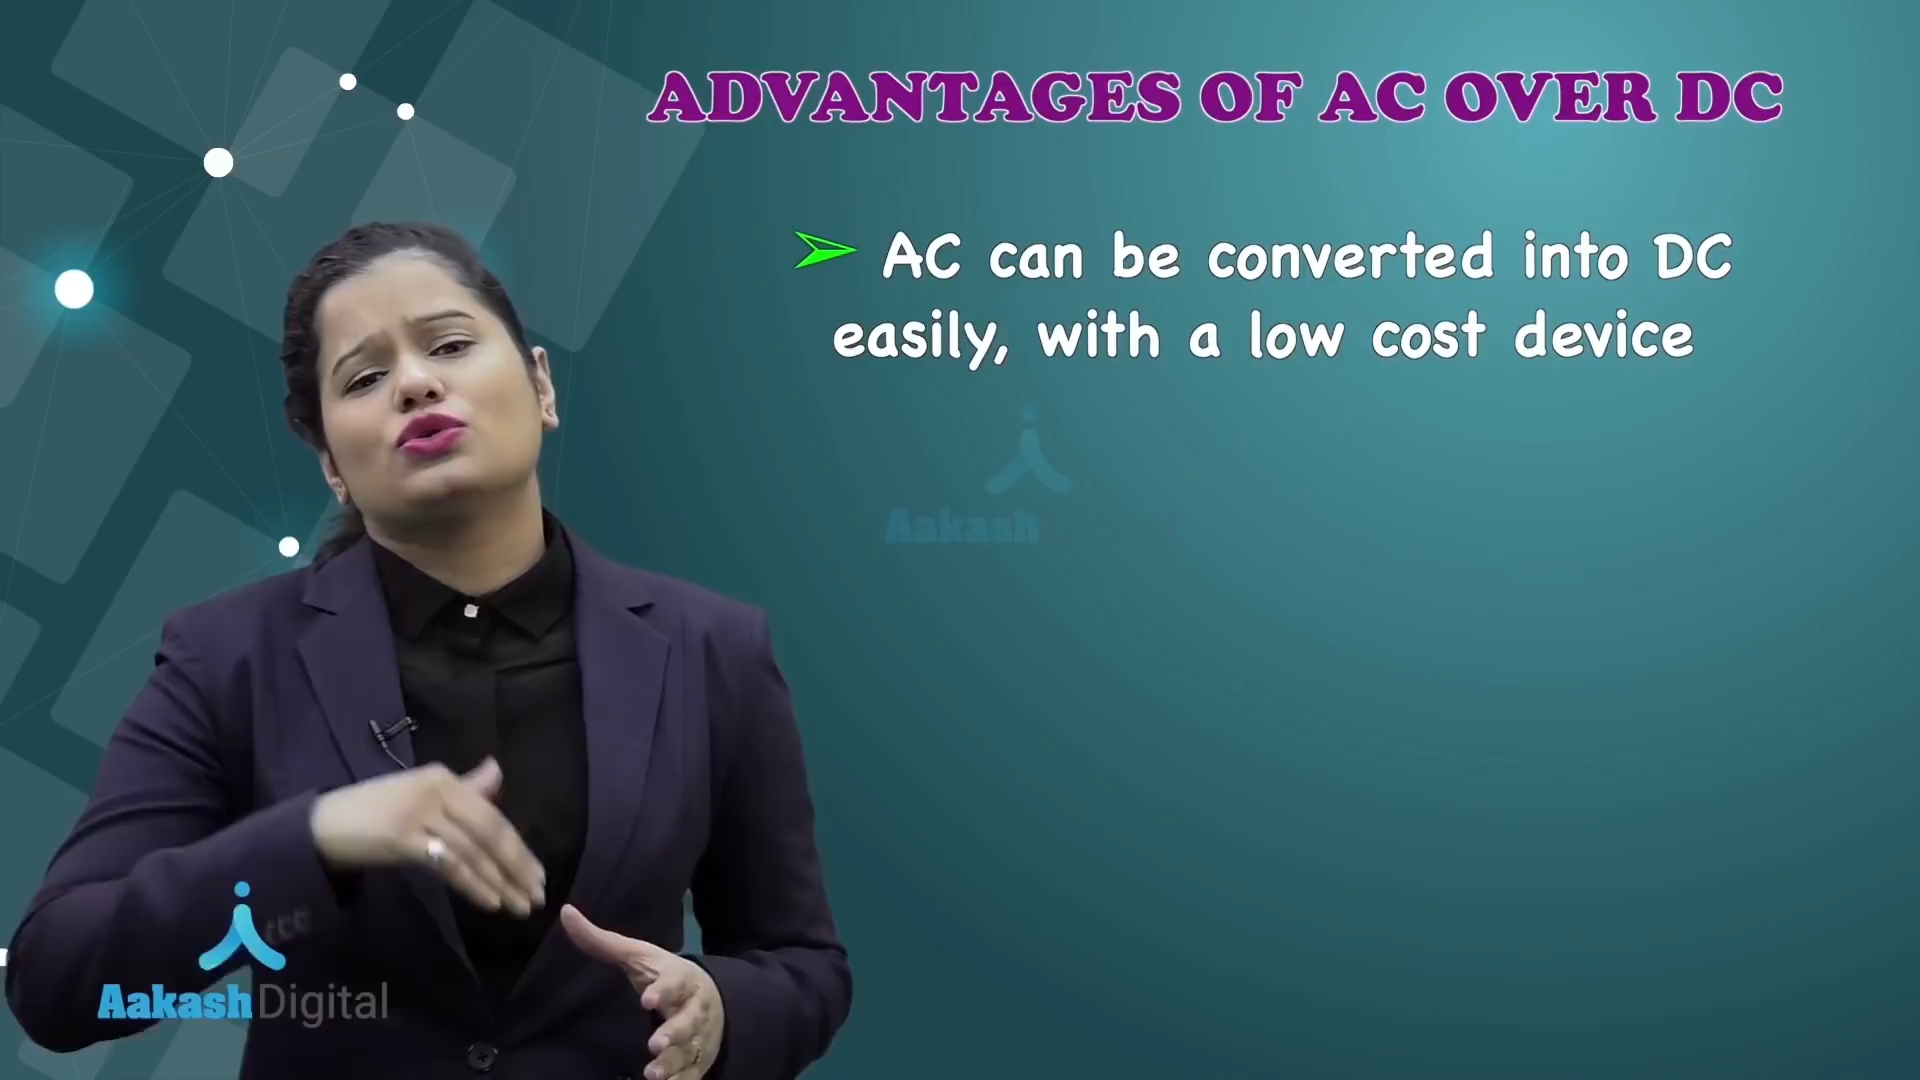 ADVANTAGES OF AC OVER DC
➢ AC can be converted into DC
easily, with a low cost device
Aakash
Aakash Digital